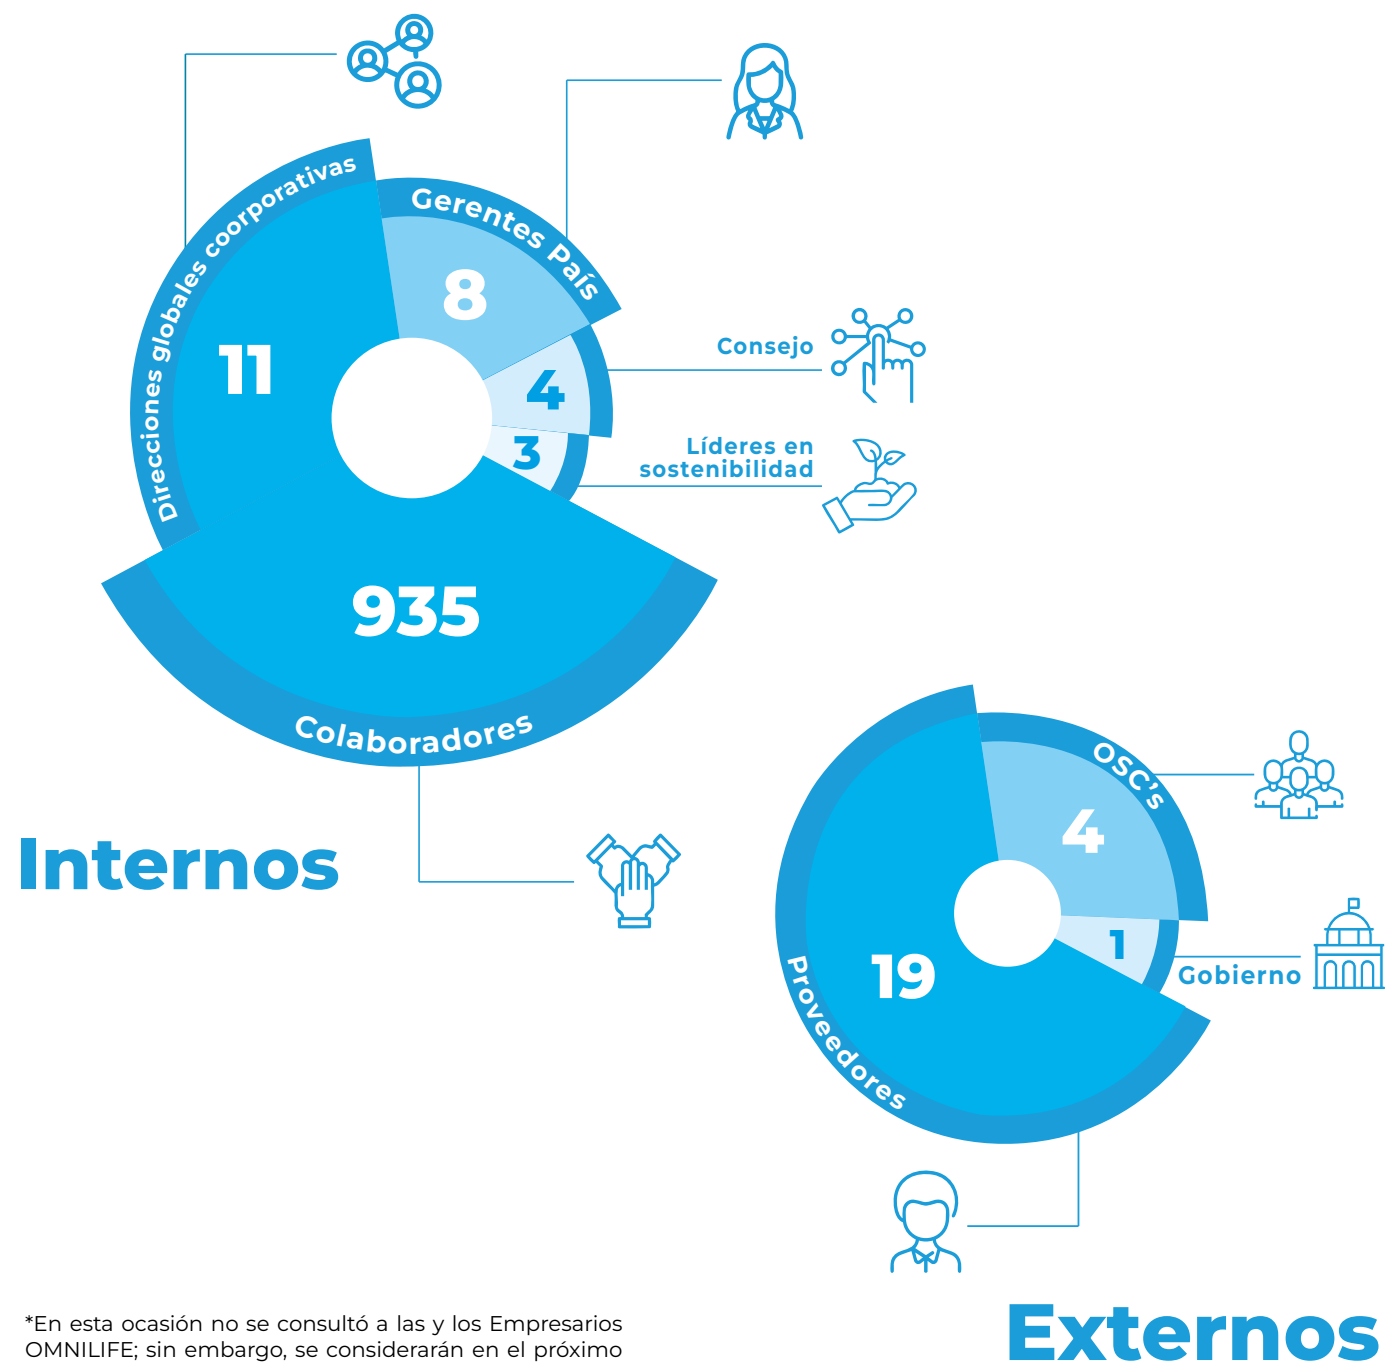 Direcciones globales coorporativas
11
Gerentes País
8
Consejo
4
Líderes en
sostenibilidad
3
935
Colaboradores
Internos
OSC's
4
1
Gobierno
19
Proveedores
Externos
*En esta ocasión no se consultó a las y los Empresarios
OMNILIFE; sin embargo, se considerarán en el próximo